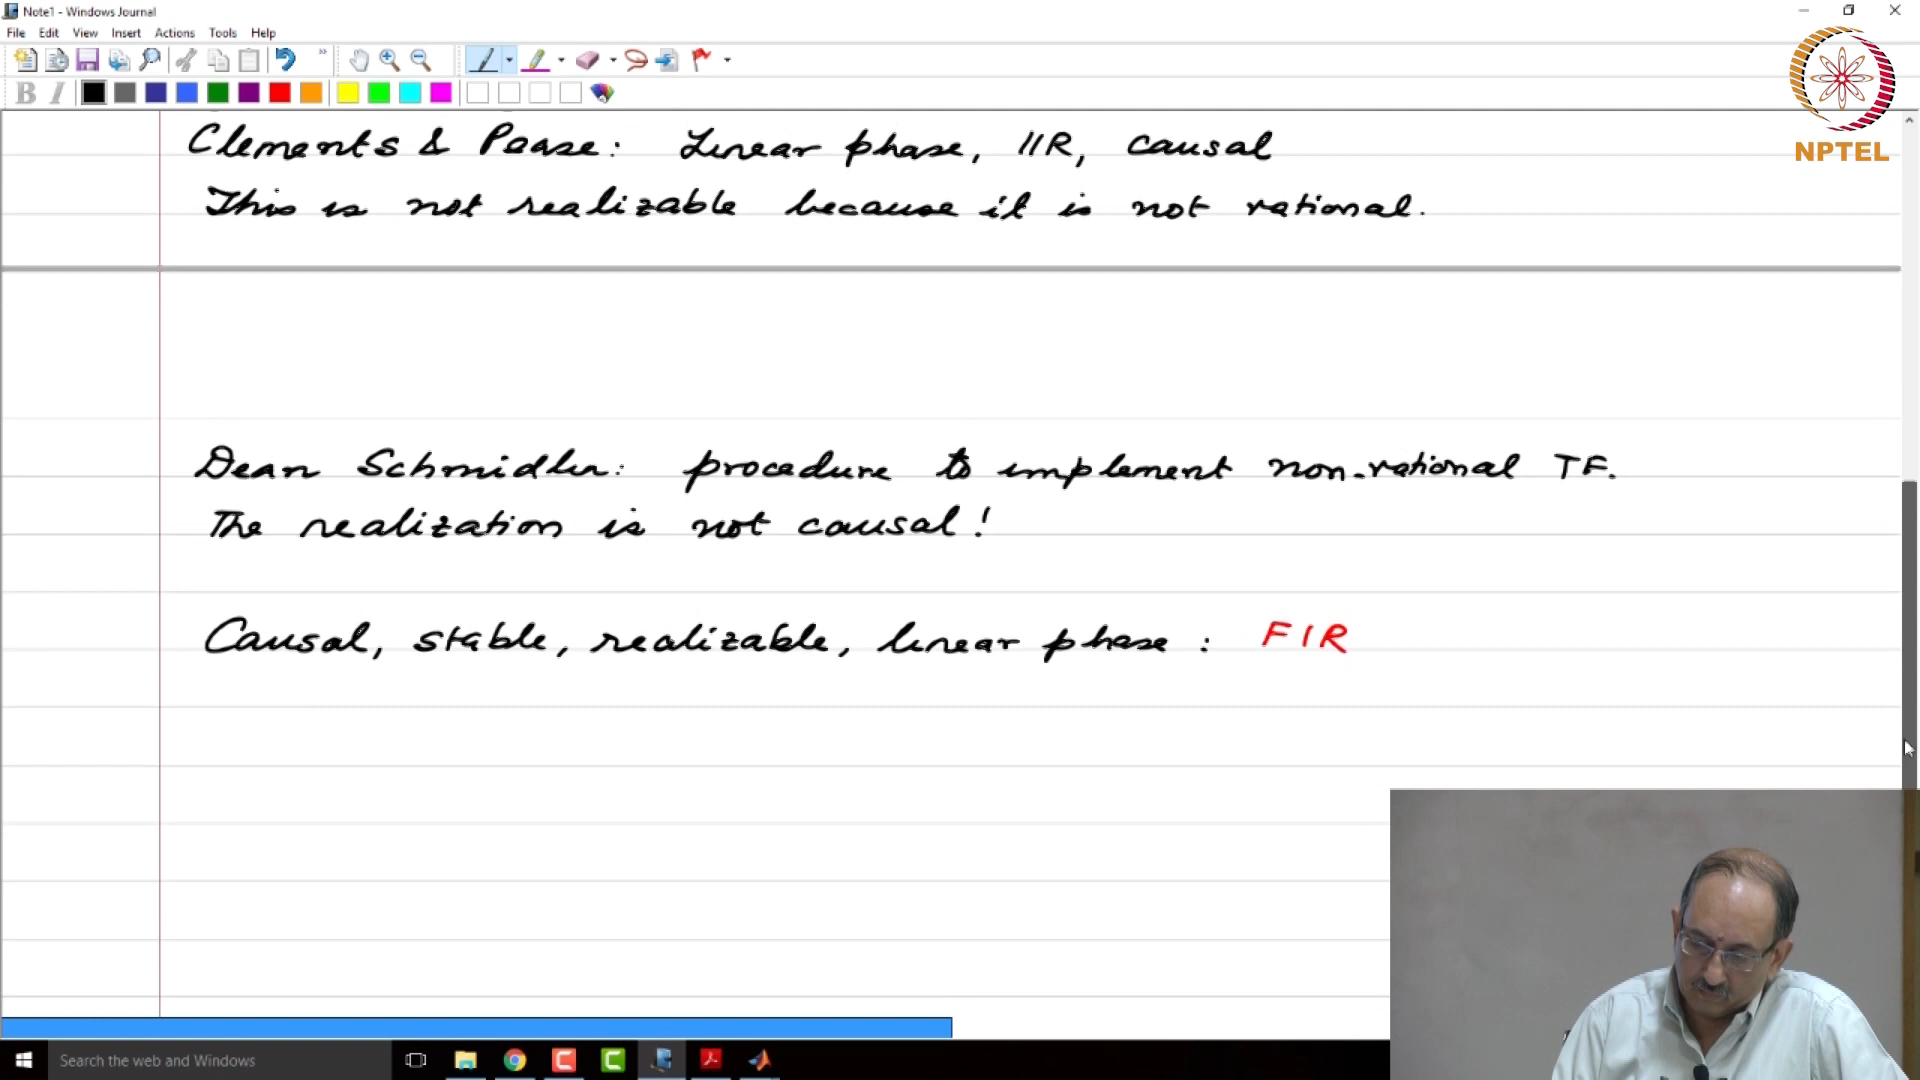 Note1 - Windows Journal
File Edit View Insert Actions Tools Help
B I
NPTEL
Clements & Pease: Linear phase, IIR, causal
This is not realizable because it is not rational.
Dean Schmidler: procedure to implement non-rational TF.
The realization is not causal!
Causal, stable, realizable, linear phase: FIR
Search the web and Windows